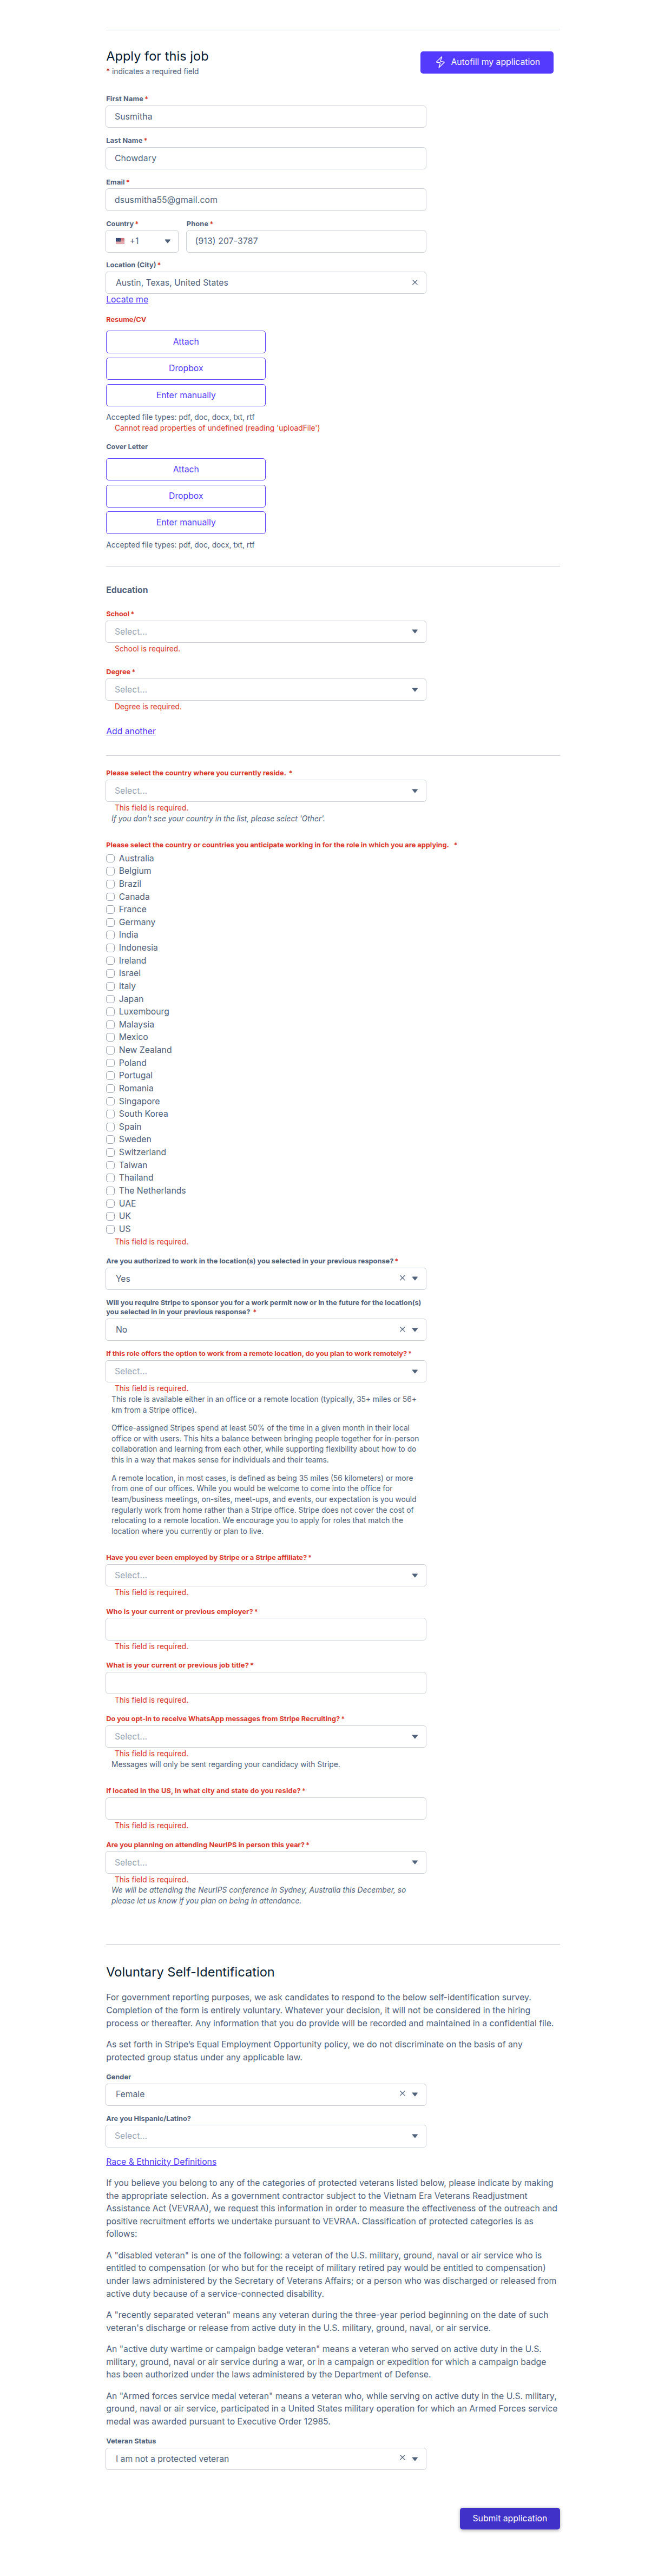 Apply for this job
* indicates a required field
Autofill my application
First Name *
Susmitha
Last Name *
Chowdary
Email *
dsusmitha55@gmail.com
Country * Phone *
+1 (913) 207-3787
Location (City) *
Austin, Texas, United States
Locate me
Resume/CV
Attach
Dropbox
Enter manually
Accepted file types: pdf, doc, docx, txt, rtf
Cannot read properties of undefined (reading 'uploadFile')
Cover Letter
Attach
Dropbox
Enter manually
Accepted file types: pdf, doc, docx, txt, rtf
Education
School *
Select...
School is required.
Degree *
Select...
Degree is required.
Add another
Please select the country where you currently reside. *
Select...
This field is required.
If you don't see your country in the list, please select 'Other'.
Please select the country or countries you anticipate working in for the role in which you are applying. *
Australia
Belgium
Brazil
Canada
France
Germany
India
Indonesia
Ireland
Israel
Italy
Japan
Luxembourg
Malaysia
Mexico
New Zealand
Poland
Portugal
Romania
Singapore
South Korea
Spain
Sweden
Switzerland
Taiwan
Thailand
The Netherlands
UAE
UK
US
This field is required.
Are you authorized to work in the location(s) you selected in your previous response? *
Yes
Will you require Stripe to sponsor you for a work permit now or in the future for the location(s)
you selected in in your previous response? *
No
If this role offers the option to work from a remote location, do you plan to work remotely? *
Select...
This field is required.
This role is available either in an office or a remote location (typically, 35+ miles or 56+
km from a Stripe office).
Office-assigned Stripes spend at least 50% of the time in a given month in their local
office or with users. This hits a balance between bringing people together for in-person
collaboration and learning from each other, while supporting flexibility about how to do
this in a way that makes sense for individuals and their teams.
A remote location, in most cases, is defined as being 35 miles (56 kilometers) or more
from one of our offices. While you would be welcome to come into the office for
team/business meetings, on-sites, meet-ups, and events, our expectation is you would
regularly work from home rather than a Stripe office. Stripe does not cover the cost of
relocating to a remote location. We encourage you to apply for roles that match the
location where you currently or plan to live.
Have you ever been employed by Stripe or a Stripe affiliate? *
Select...
This field is required.
Who is your current or previous employer? *
This field is required.
What is your current or previous job title? *
This field is required.
Do you opt-in to receive WhatsApp messages from Stripe Recruiting? *
Select...
This field is required.
Messages will only be sent regarding your candidacy with Stripe.
If located in the US, in what city and state do you reside? *
This field is required.
Are you planning on attending NeurIPS in person this year? *
Select...
This field is required.
We will be attending the NeurIPS conference in Sydney, Australia this December, so
please let us know if you plan on being in attendance.
Voluntary Self-Identification
For government reporting purposes, we ask candidates to respond to the below self-identification survey.
Completion of the form is entirely voluntary. Whatever your decision, it will not be considered in the hiring
process or thereafter. Any information that you do provide will be recorded and maintained in a confidential file.
As set forth in Stripe's Equal Employment Opportunity policy, we do not discriminate on the basis of any
protected group status under any applicable law.
Gender
Female
Are you Hispanic/Latino?
Select...
Race & Ethnicity Definitions
If you believe you belong to any of the categories of protected veterans listed below, please indicate by making
the appropriate selection. As a government contractor subject to the Vietnam Era Veterans Readjustment
Assistance Act (VEVRAA), we request this information in order to measure the effectiveness of the outreach and
positive recruitment efforts we undertake pursuant to VEVRAA. Classification of protected categories is as
follows:
A "disabled veteran" is one of the following: a veteran of the U.S. military, ground, naval or air service who is
entitled to compensation (or who but for the receipt of military retired pay would be entitled to compensation)
under laws administered by the Secretary of Veterans Affairs; or a person who was discharged or released from
active duty because of a service-connected disability.
A "recently separated veteran" means any veteran during the three-year period beginning on the date of such
veteran's discharge or release from active duty in the U.S. military, ground, naval, or air service.
An "active duty wartime or campaign badge veteran" means a veteran who served on active duty in the U.S.
military, ground, naval or air service during a war, or in a campaign or expedition for which a campaign badge
has been authorized under the laws administered by the Department of Defense.
An "Armed forces service medal veteran" means a veteran who, while serving on active duty in the U.S. military,
ground, naval or air service, participated in a United States military operation for which an Armed Forces service
medal was awarded pursuant to Executive Order 12985.
Veteran Status
I am not a protected veteran
Submit application